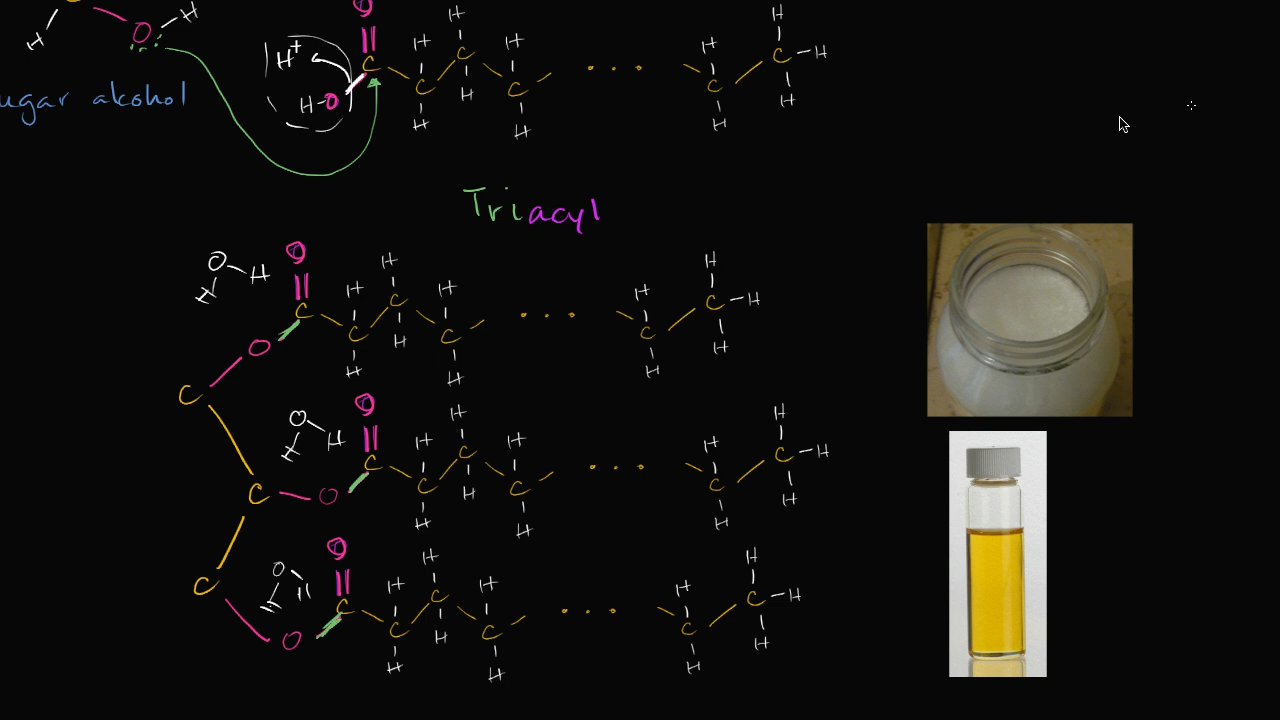 O H H
O H H H H
H H+ C C C H
H-O H C C
ugar alcohol H H H H
Triacyl
O H O H H
H H H H
C C C H
O C C H C H
C H H H H
O O H H
H H H H
C C C H
C O C H C H
H H H
O H H
O H H H H
H
C C C C H
O C H C C H
H H H